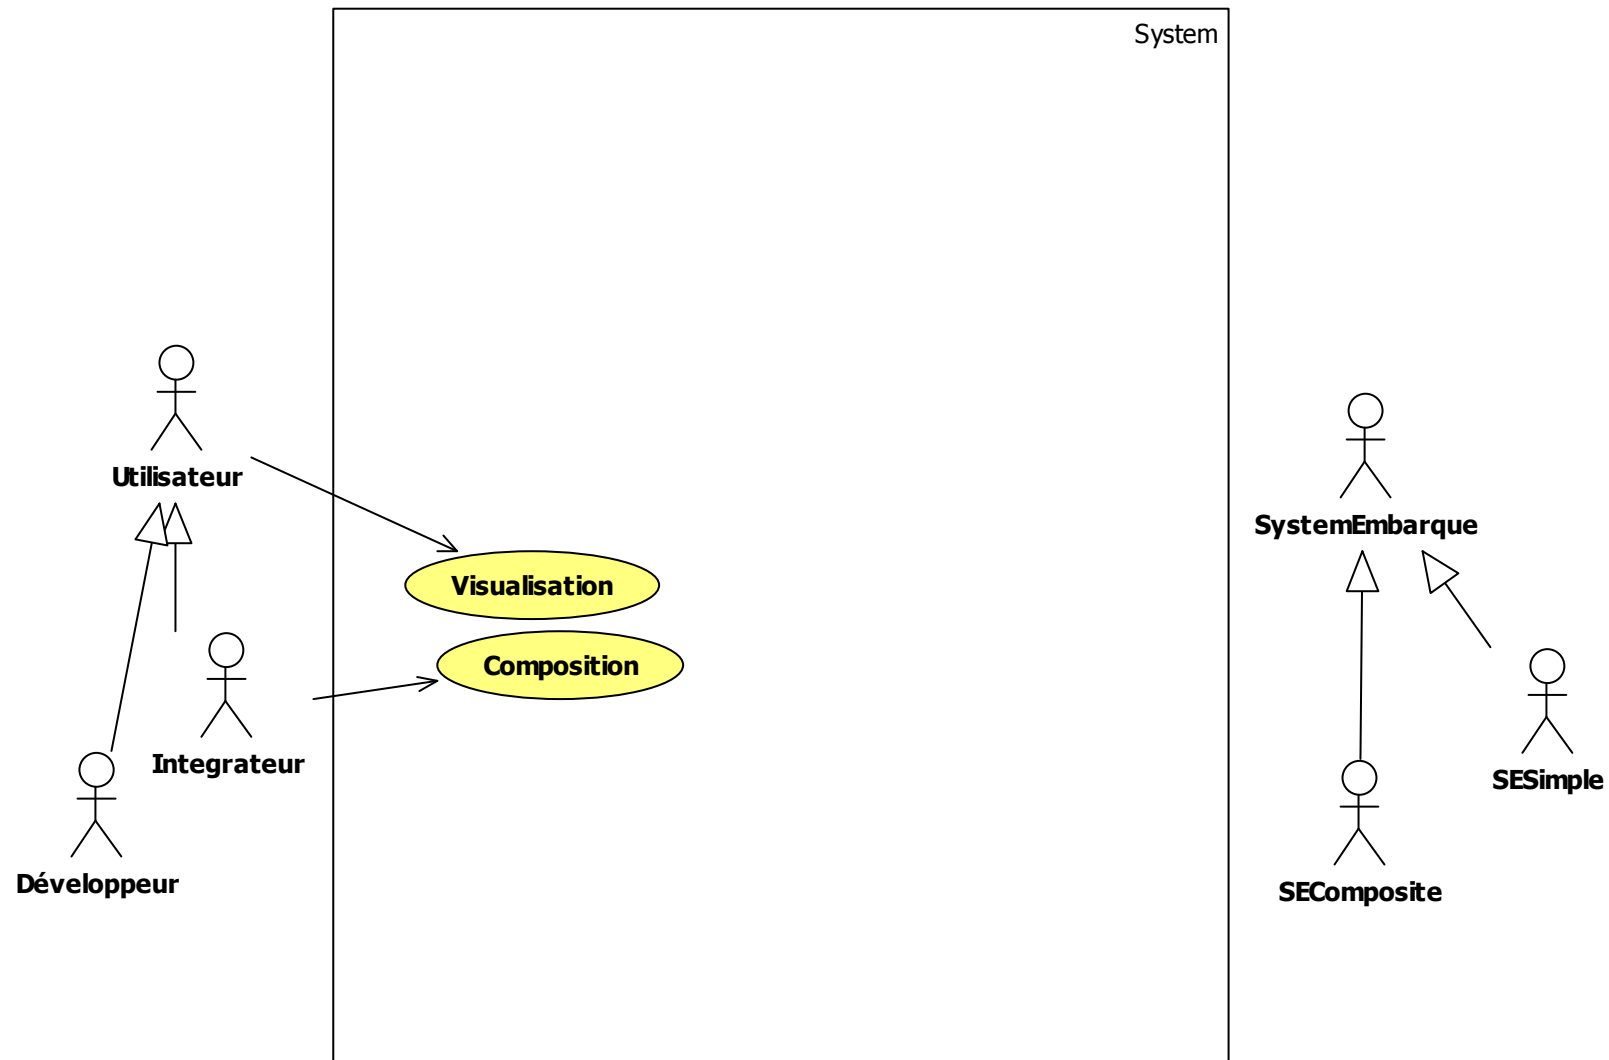 System
Utilisateur
SystemEmbarque
Visualisation
Composition
Integrateur
SESimple
Développeur
SEComposite